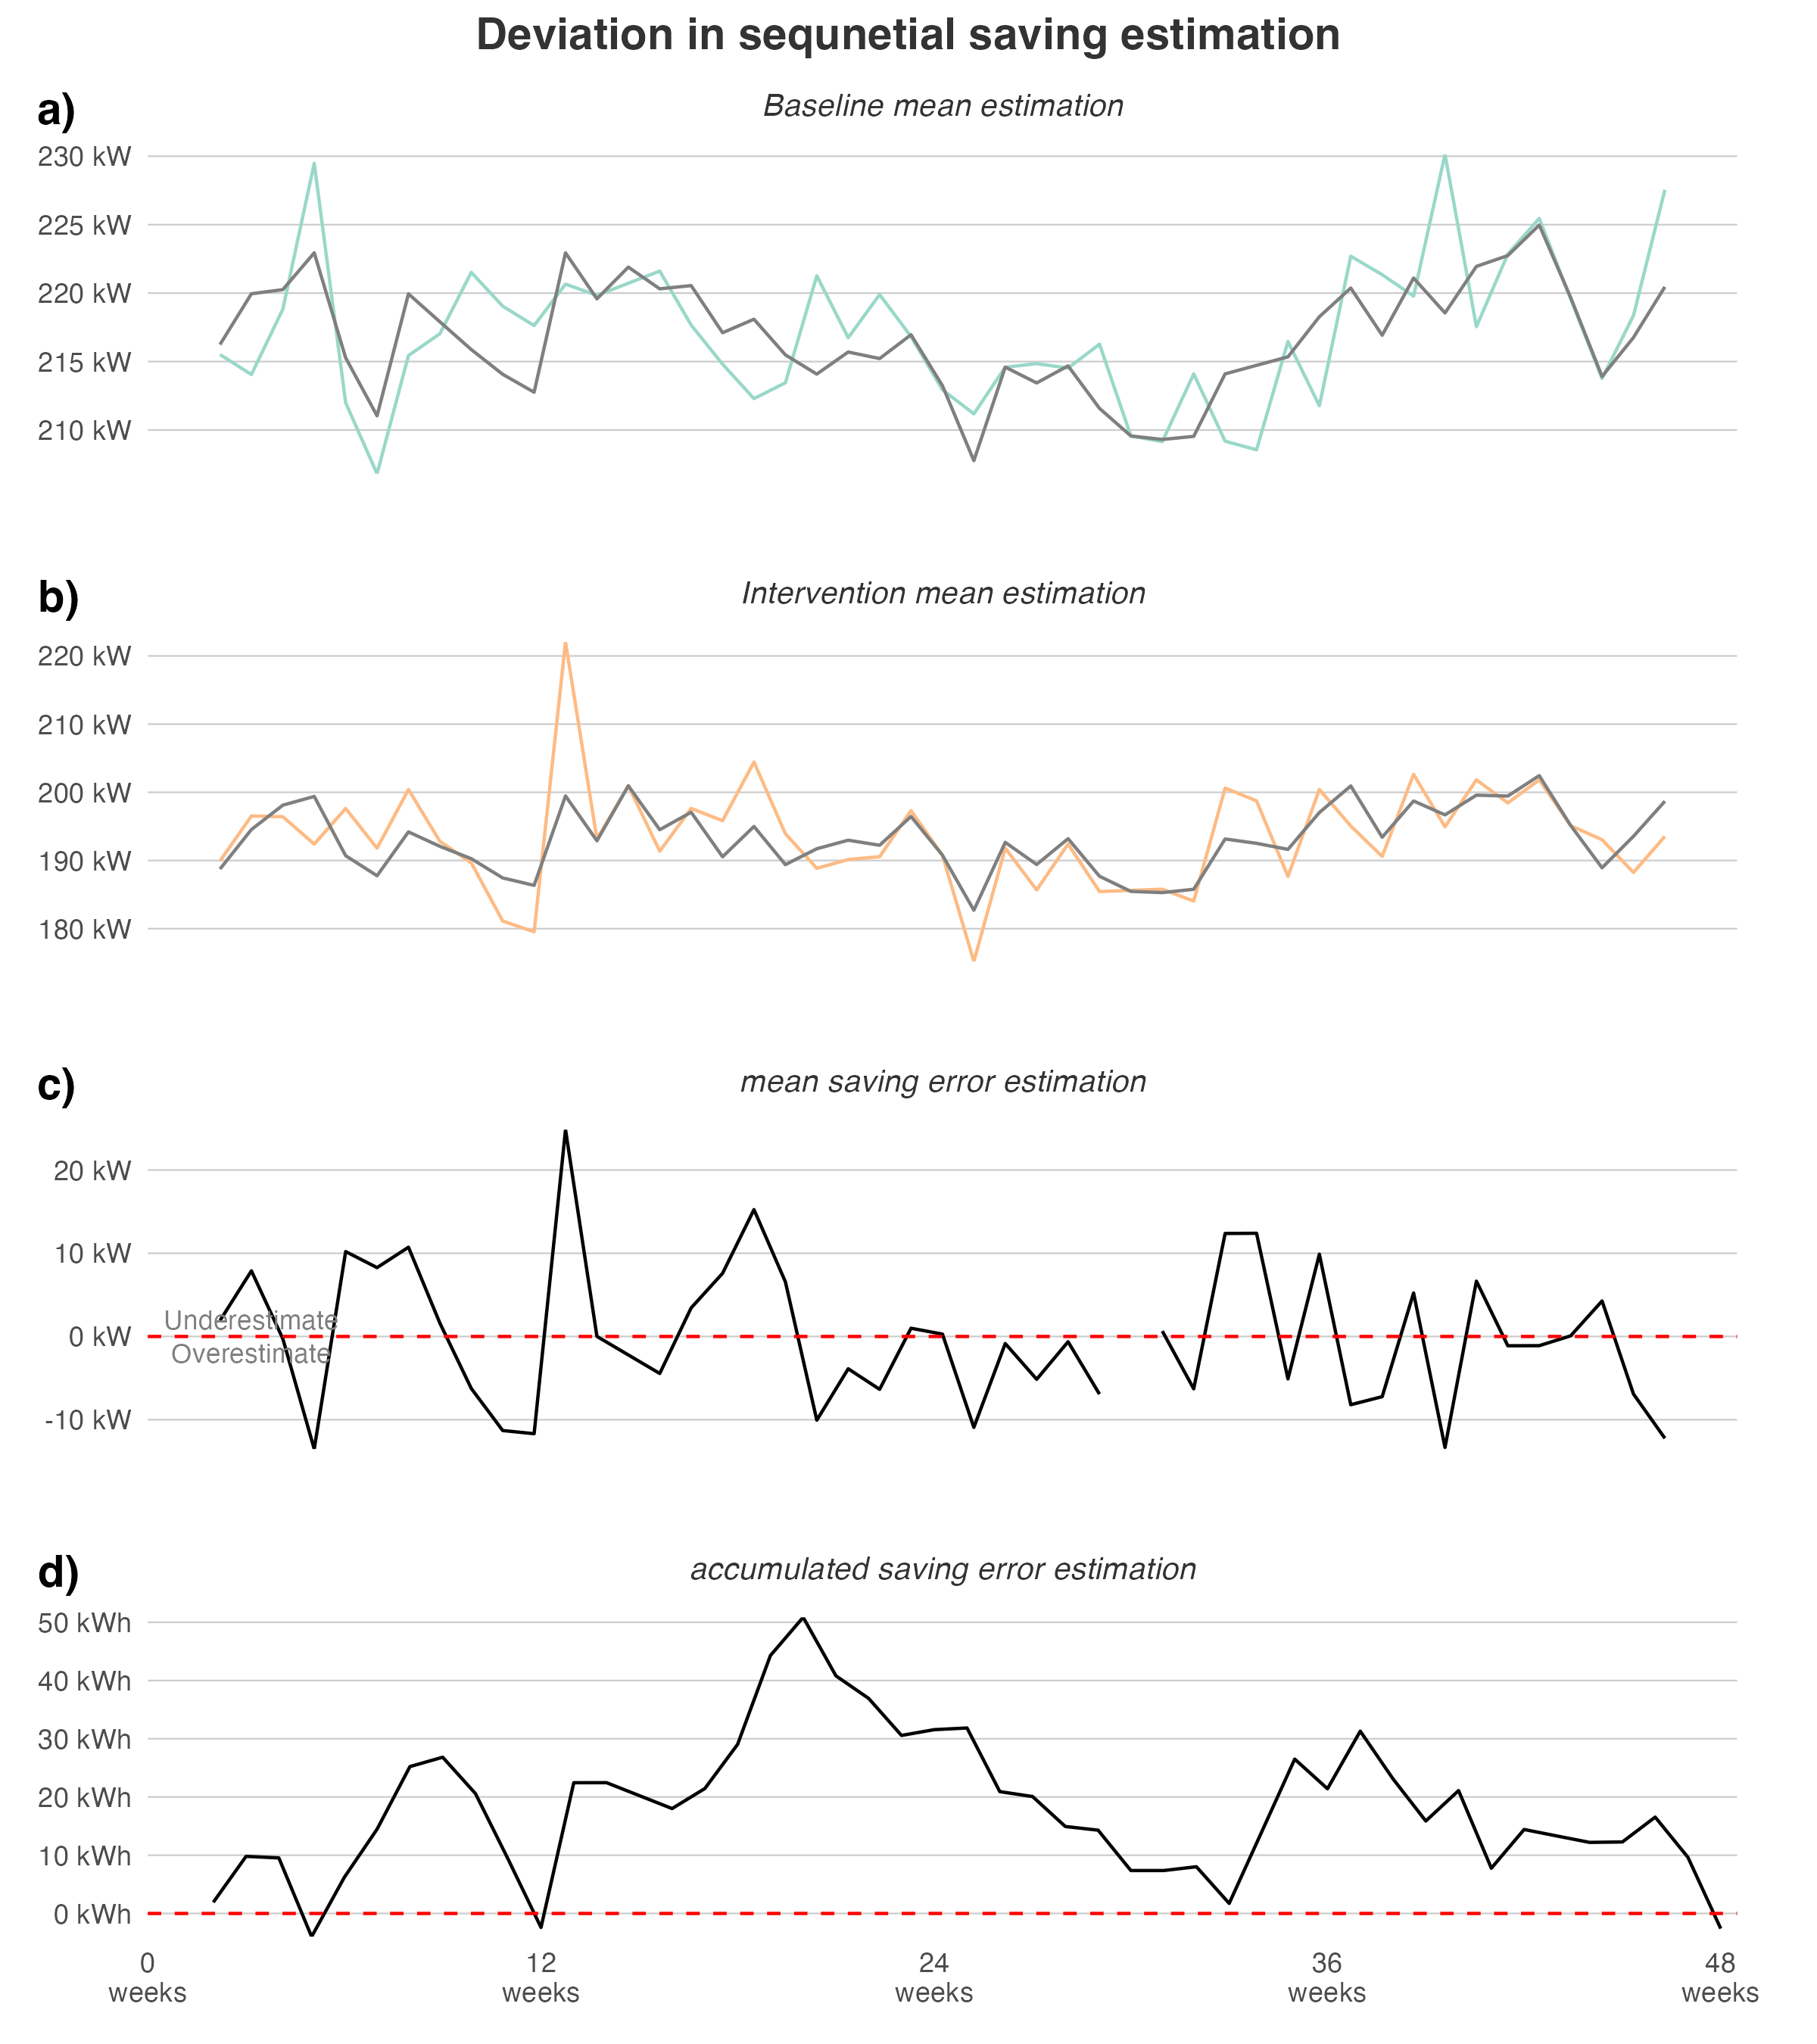 Deviation in sequnetial saving estimation
a)
Baseline mean estimation
230 kW
225 kW
220 kW
215 kW
210 kW
b)
Intervention mean estimation
220 kW
210 kW
200 kW
190 kW
180 kW
c)
mean saving error estimation
20 kW
10 kW
Underestimate
0 kW
Overestimate
-10 kW
d)
accumulated saving error estimation
50 kWh
40 kWh
30 kWh
20 kWh
10 kWh
0 kWh
0 12 24 36 48
weeks weeks weeks weeks weeks